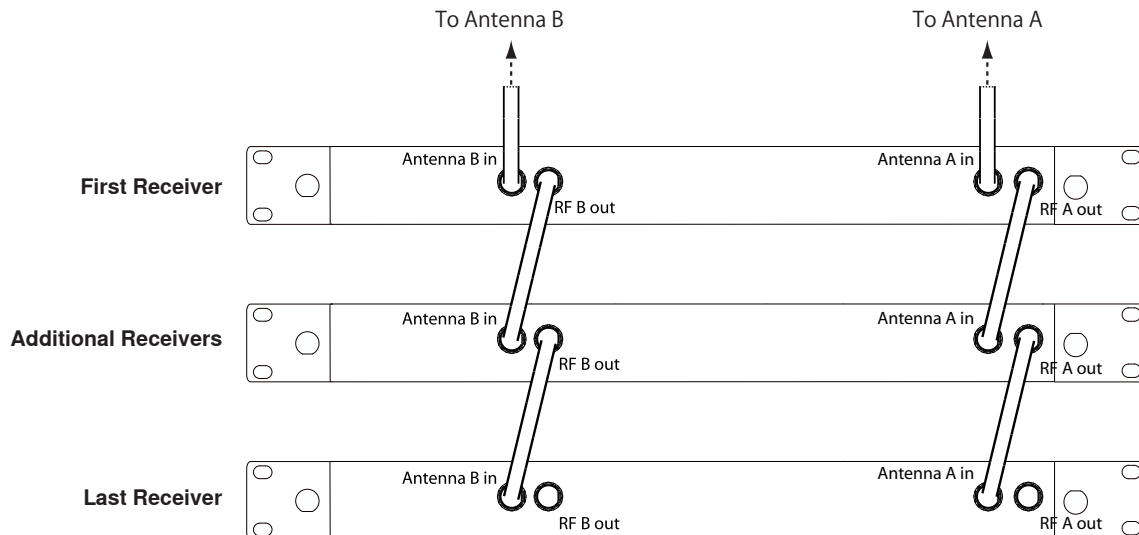 To Antenna B
To Antenna A
Antenna B in
Antenna A in
First Receiver
RF B out
RF A out
Antenna B in
Antenna A in
Additional Receivers
RF B out
RF A out
Antenna B in
Antenna A in
Last Receiver
RF B out
RF A out